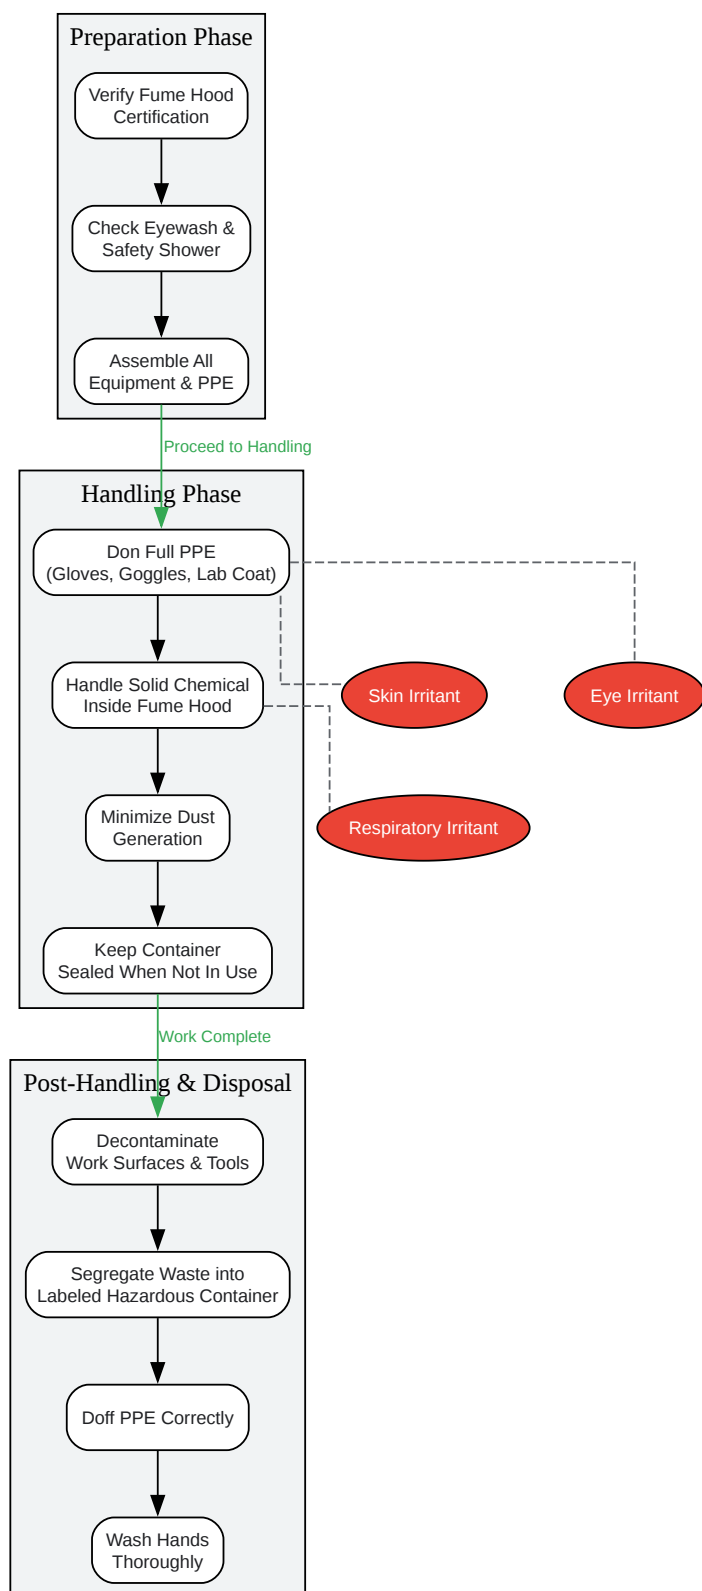 Preparation Phase
Verify Fume Hood
Certification
Check Eyewash &
Safety Shower
Assemble All
Equipment & PPE
Proceed to Handling
Handling Phase
Don Full PPE
(Gloves, Goggles, Lab Coat)
Handle Solid Chemical
Inside Fume Hood
Skin Irritant
Eye Irritant
Minimize Dust
Generation
Respiratory Irritant
Keep Container
Sealed When Not In Use
Work Complete
Post-Handling & Disposal
Decontaminate
Work Surfaces & Tools
Segregate Waste into
Labeled Hazardous Container
Doff PPE Correctly
Wash Hands
Thoroughly